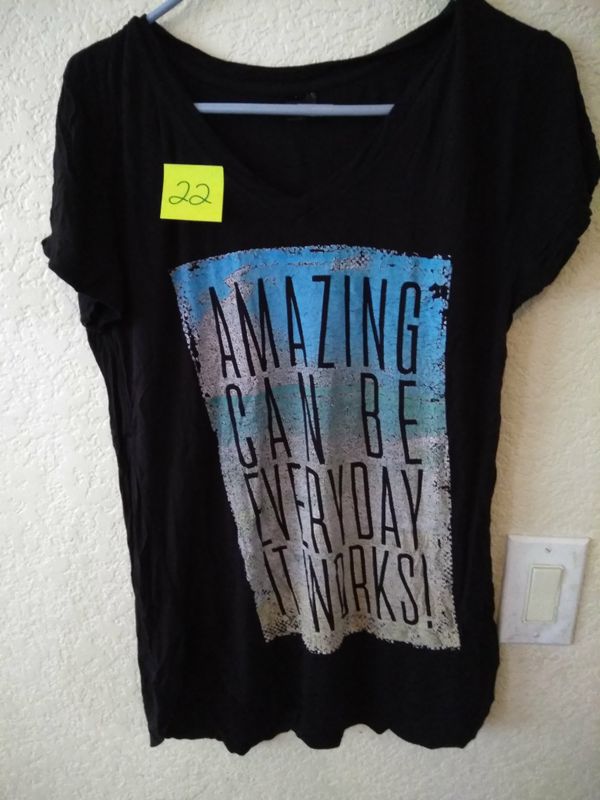 22
AMAZING
CAN BE
EVERYDAY
IT WORKS!